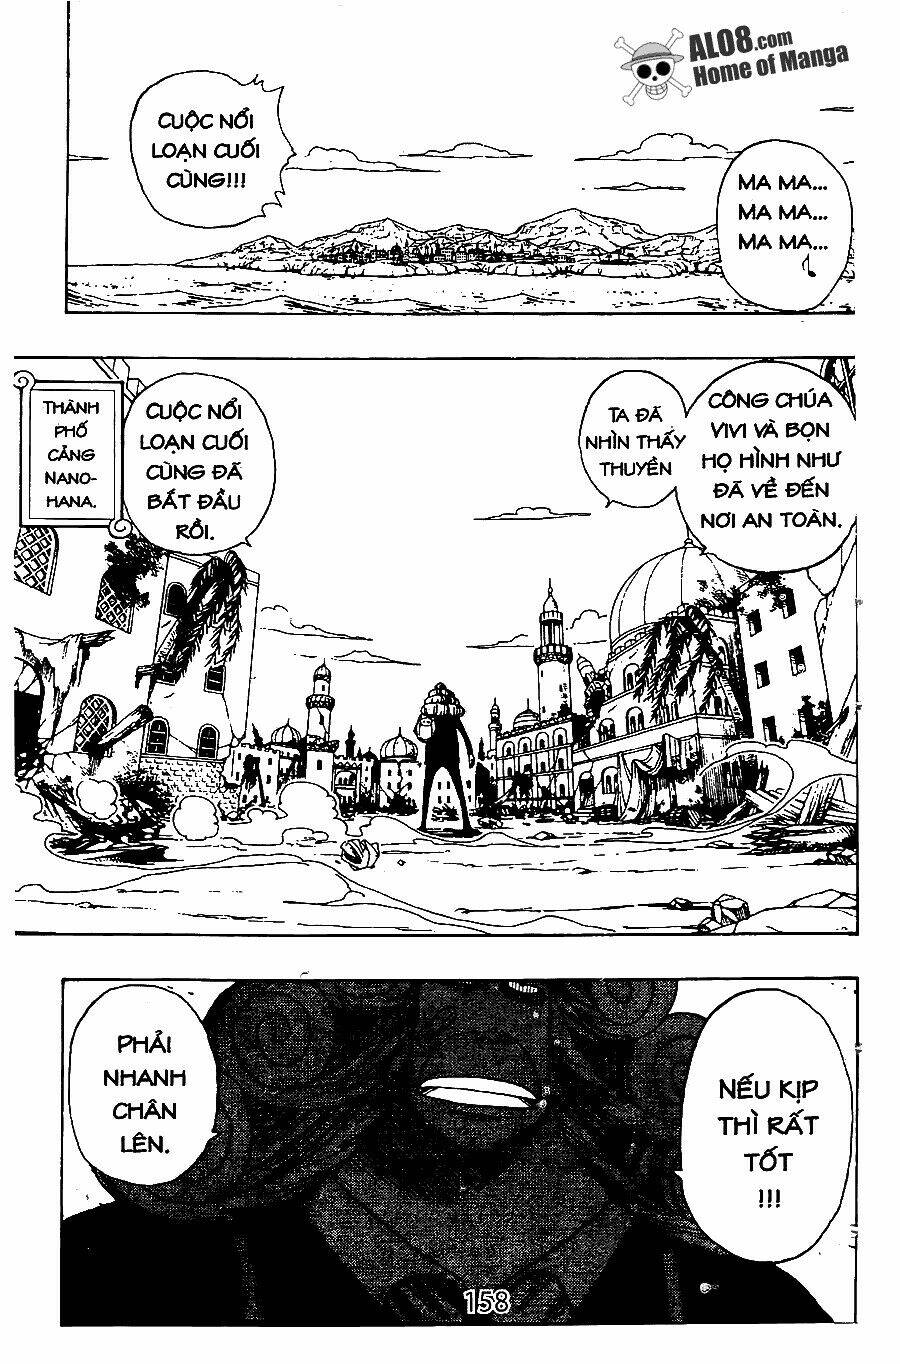 AL08.com
Home of Manga
MA MA...
MA MA...
MA MA...
CUỘC NỔI
LOẠN CUỐI
CÙNG!!!
CÔNG CHÚA
VIVI VÀ BỌN
HỌ HÌNH NHƯ
ĐÃ VỀ ĐẾN
NƠI AN TOÀN.
TA ĐÃ
NHÌN THẤY
THUYỀN
CUỘC NỔI
LOẠN CUỐI
CÙNG ĐÃ
BẮT ĐẦU
RỒI.
THÀNH
PHỐ
CẢNG
NANO-
HANA.
NẾU KỊP
THÌ RẤT
TỐT
!!!
PHẢI
NHANH
CHÂN
LÊN.
158